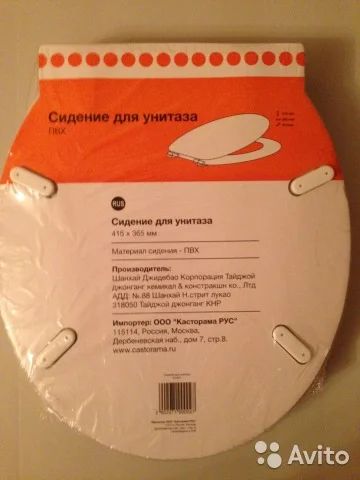 Сидение для унитаза
ПВХ
RUS
Сидение для унитаза
415 x 365 мм
Материал сидения - ПВХ
Производитель:
Шанхай Джидебао Корпорация Тайджой
джонганг кемикал & констракшн ко., Лтд
АДД: №.88 Шанхай Н.стрит лукао
318050 Тайджой джонганг КНР
Импортер: ООО "Касторама РУС"
115114, Россия, Москва,
Дербеневская наб., дом 7, стр.8.
www.castorama.ru
Avito